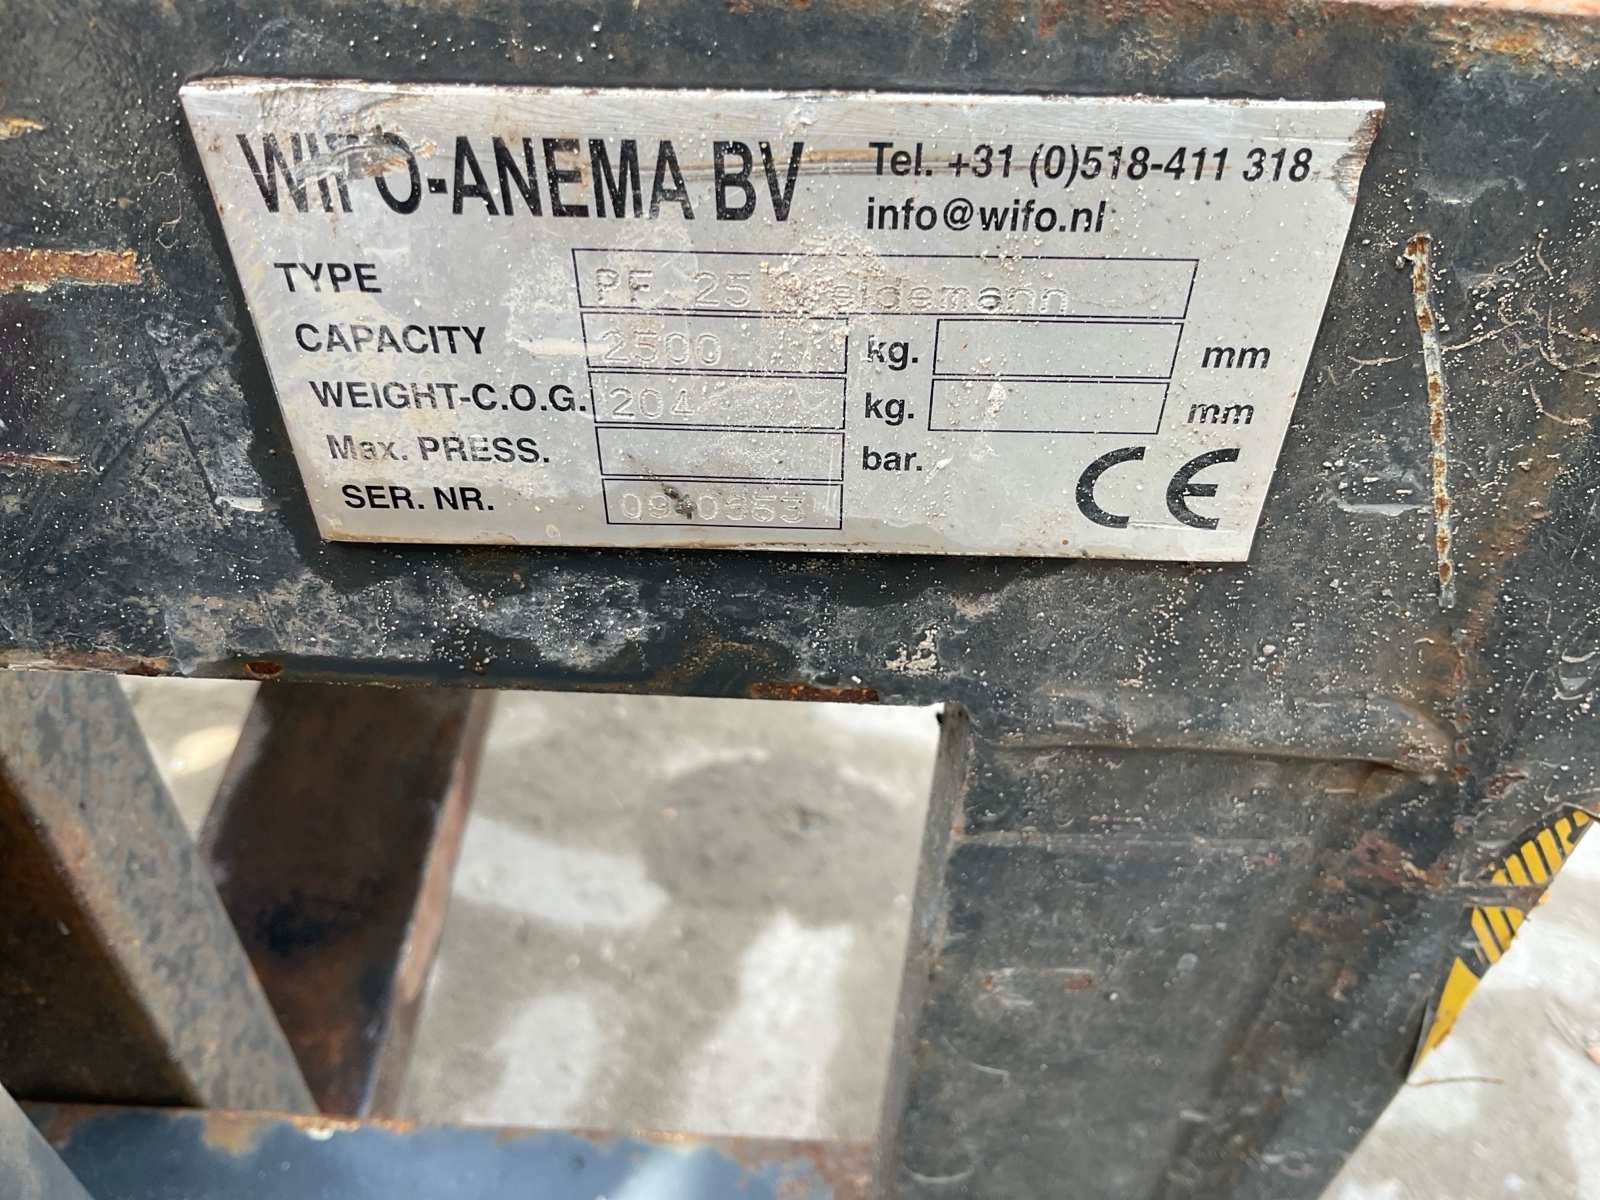 WIFO-ANEMA BV
Tel. +31 (0)518-411 318
info@wifo.nl
TYPE PF 25
CAPACITY 2500 kg. mm
WEIGHT-C.O.G. 204 kg. mm
Max. PRESS. bar.
SER. NR.
CE